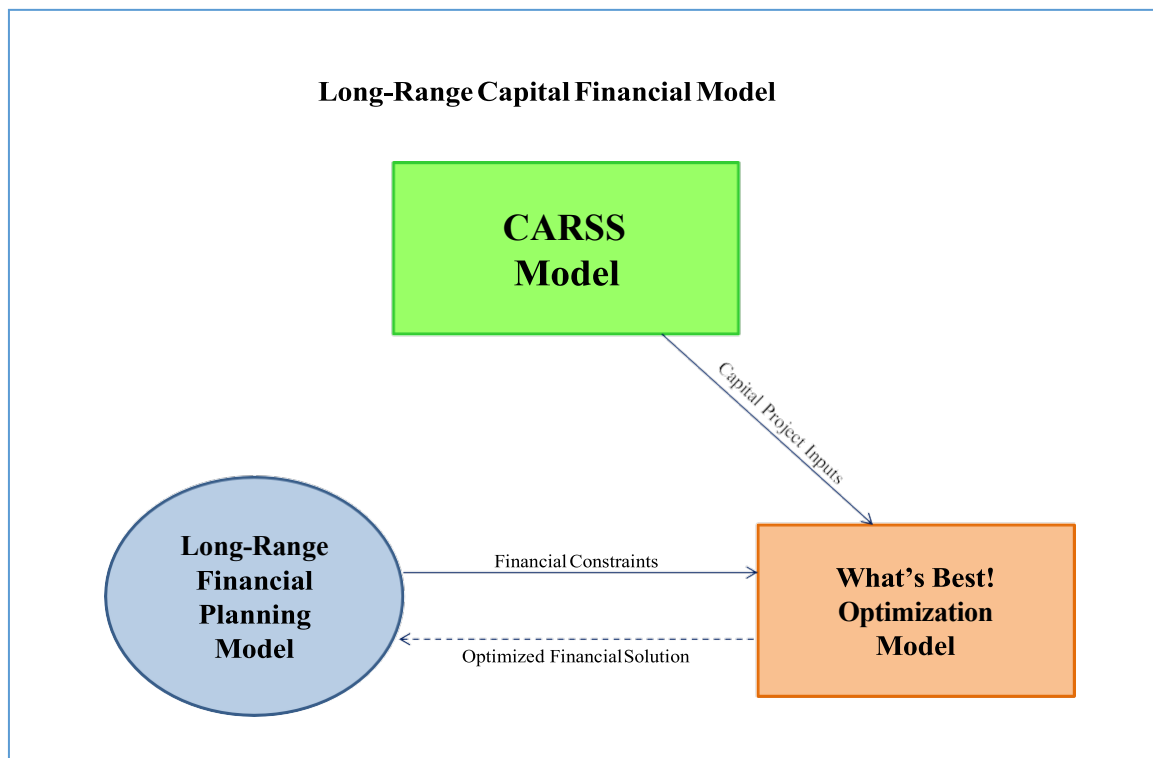 Long-Range Capital Financial Model
CARSS
Model
Capital Project Inputs
Long-Range
Financial
Planning
Model
Financial Constraints
Optimized Financial Solution
What's Best!
Optimization
Model